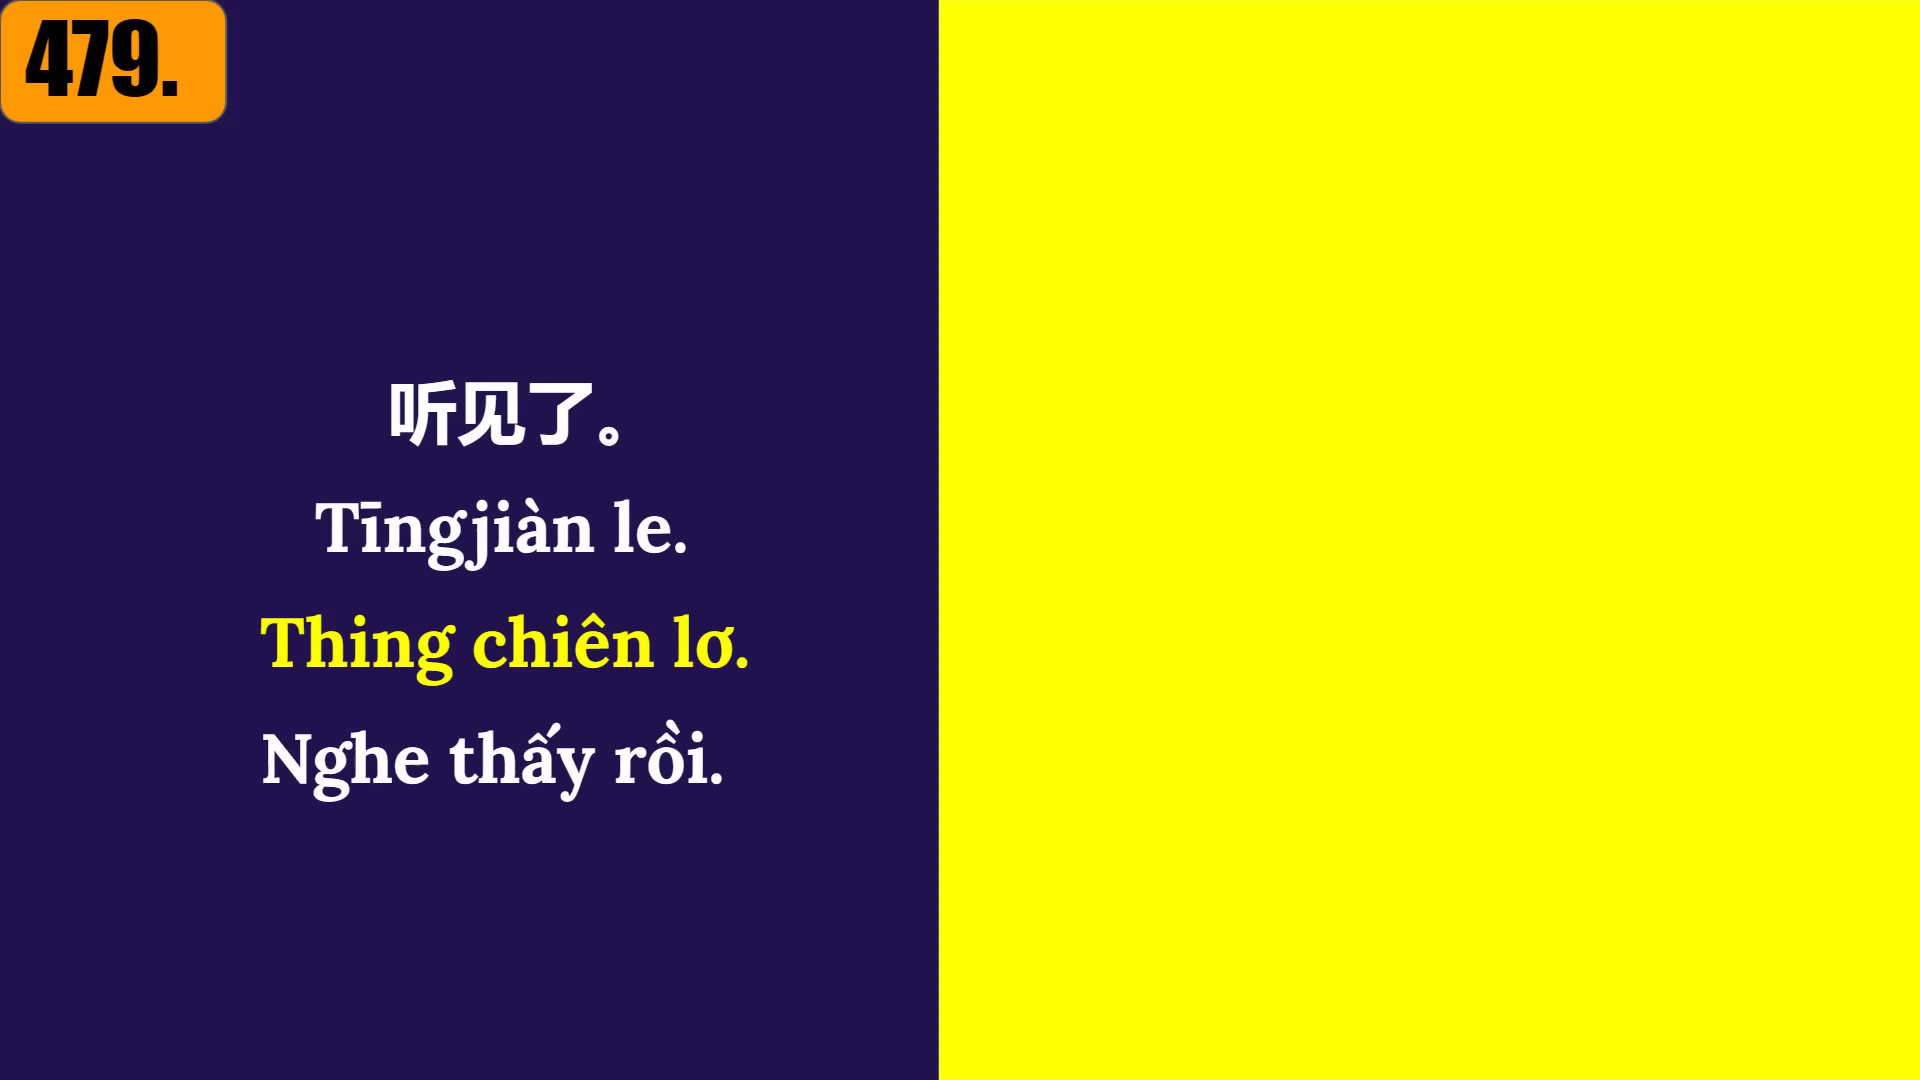 479.
听见了。
Tīngjiàn le.
Thing chiên lơ.
Nghe thấy rồi.